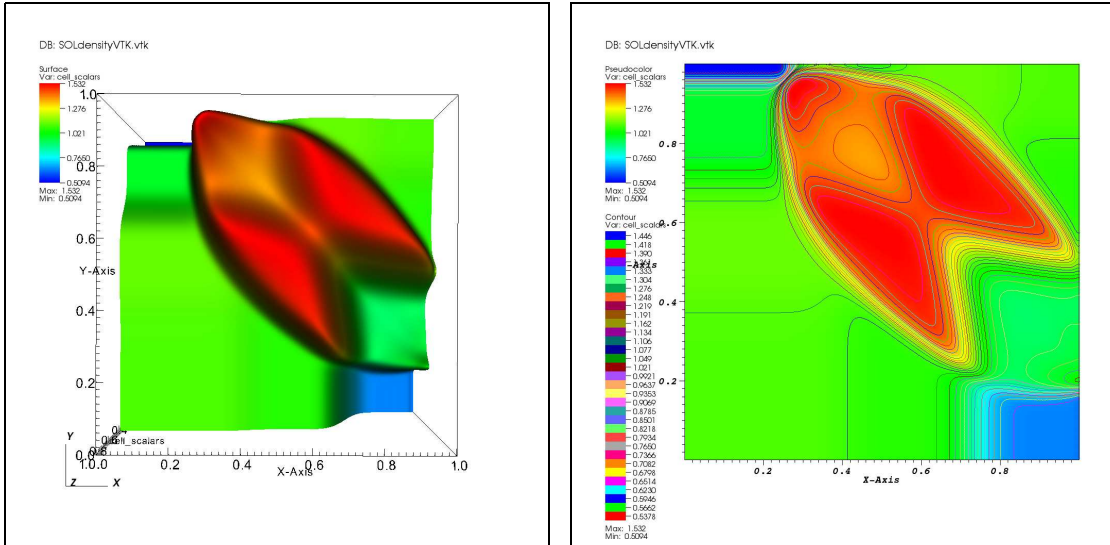 DB: SOLdensityVTK.vtk
Surface
Var: cell_scalars
1.532
1.276
1.021
0.7650
0.5094
Max: 1.532
Min: 0.5094
1.0
0.8
0.6
Y-Axis
0.4
0.2
0.0
cell_scalars
1.0
0.2
0.4
0.6
0.8
1.0
X-Axis
Y
Z X
DB: SOLdensityVTK.vtk
Pseudocolor
Var: cell_scalars
1.532
1.276
1.021
0.7650
0.5094
Max: 1.532
Min: 0.5094
Contour
Var: cell_scalars
1.446
1.418
1.390
1.333
1.304
1.276
1.248
1.219
1.191
1.162
1.134
1.106
1.077
1.049
1.021
0.9921
0.9637
0.9353
0.9069
0.8785
0.8501
0.8218
0.7934
0.7650
0.7366
0.7082
0.6798
0.6514
0.6230
0.5946
0.5662
0.5378
Max: 1.532
Min: 0.5094
0.8
0.6
-Axis
0.4
0.2
0.2
0.4
0.6
0.8
X-Axis